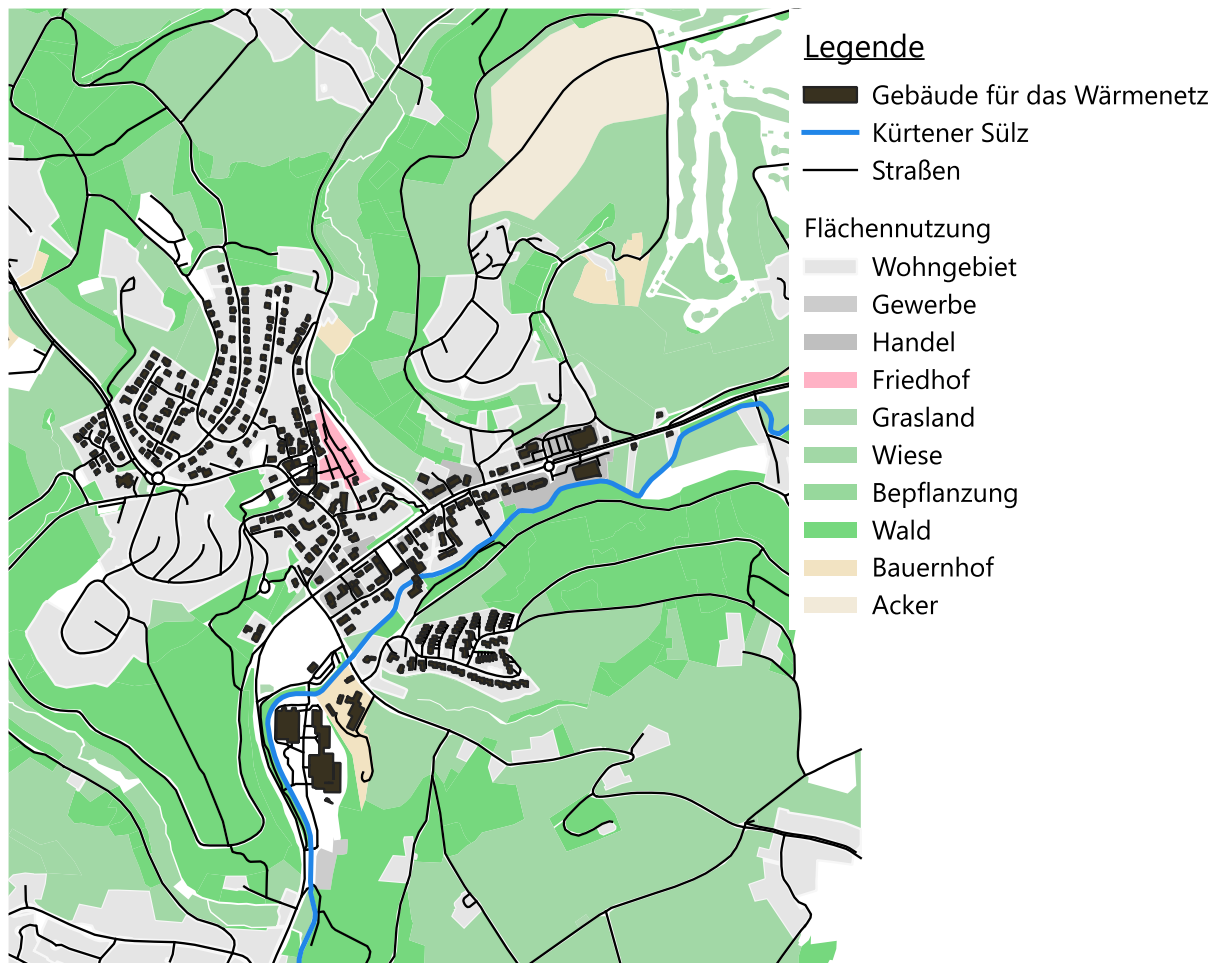 Legende
Gebäude für das Wärmenetz
Kürtener Sülz
Straßen
Flächennutzung
Wohngebiet
Gewerbe
Handel
Friedhof
Grasland
Wiese
Bepflanzung
Wald
Bauernhof
Acker